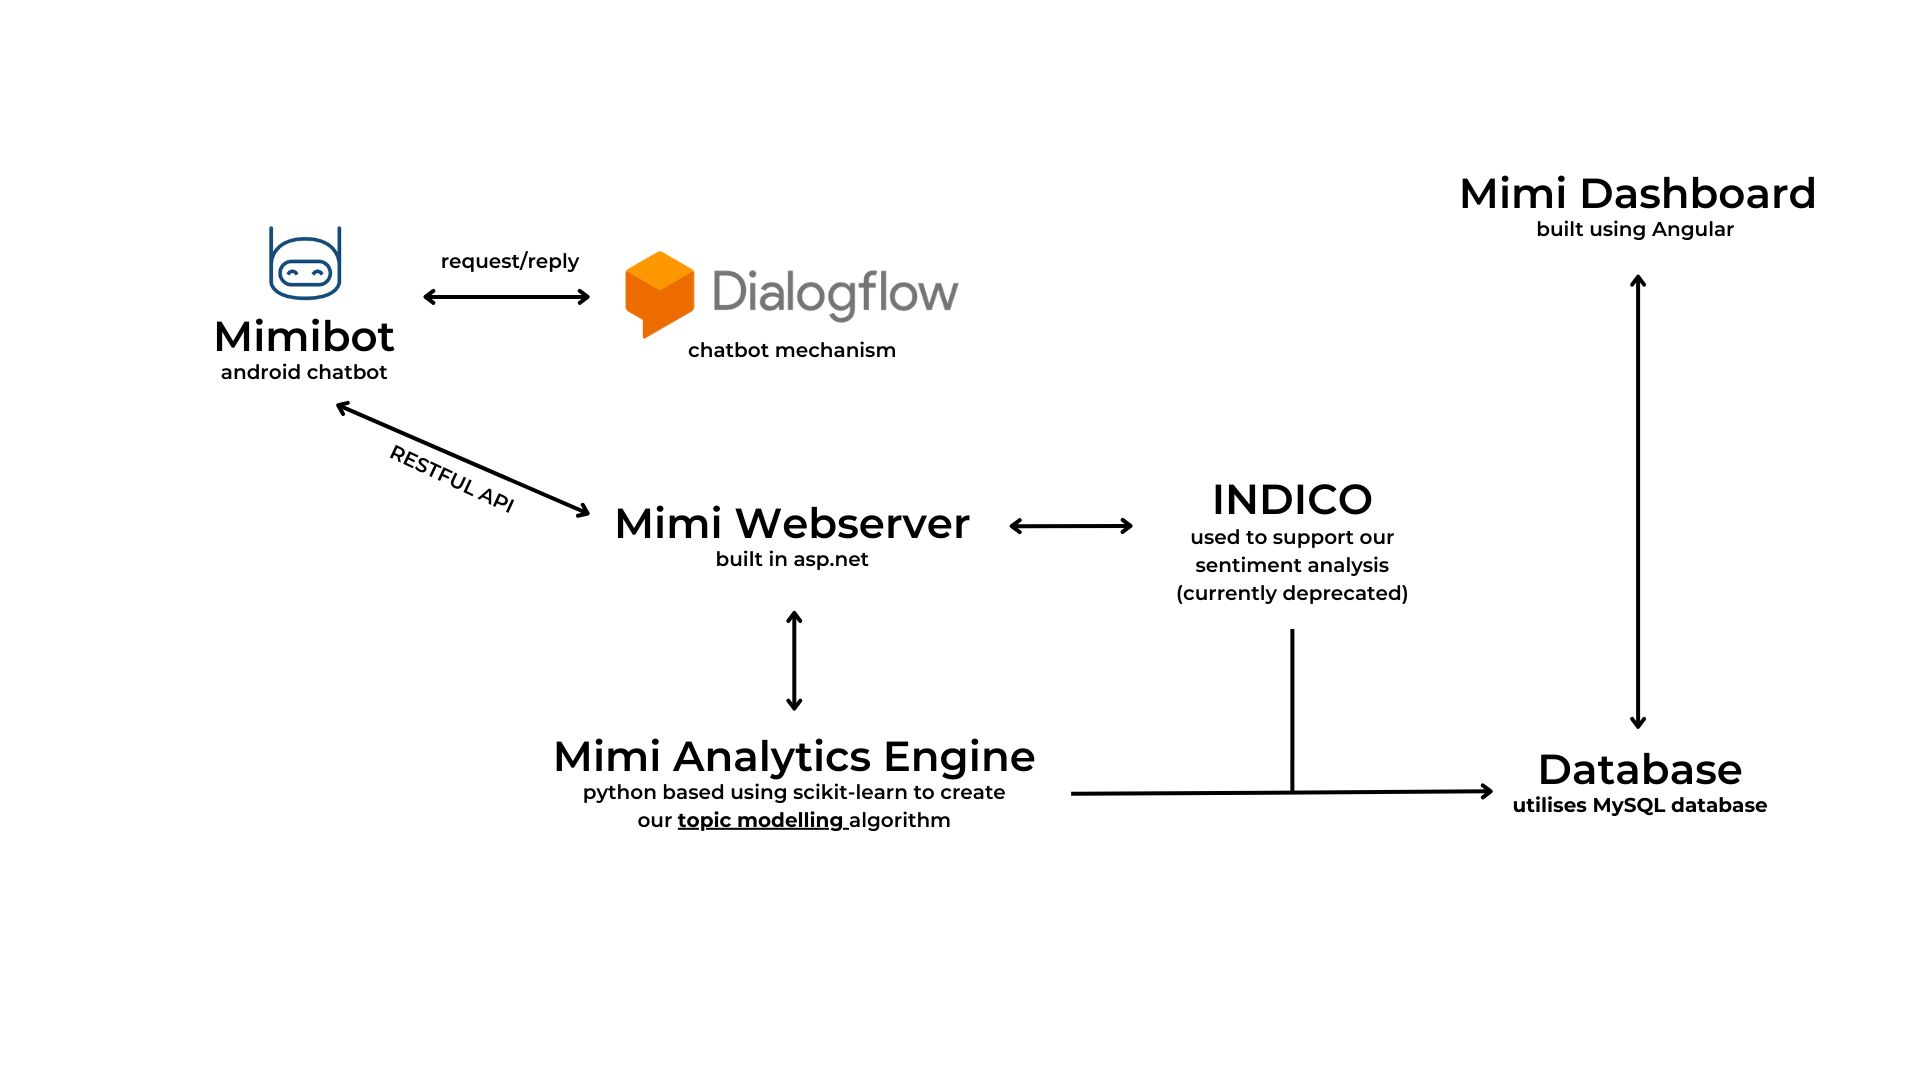 Mimi Dashboard
built using Angular
request/reply
Dialogflow
chatbot mechanism
Mimibot
android chatbot
RESTFUL API
Mimi Webserver
built in asp.net
INDICO
used to support our
sentiment analysis
(currently deprecated)
Mimi Analytics Engine
python based using scikit-learn to create
our topic modelling algorithm
Database
utilises MySQL database